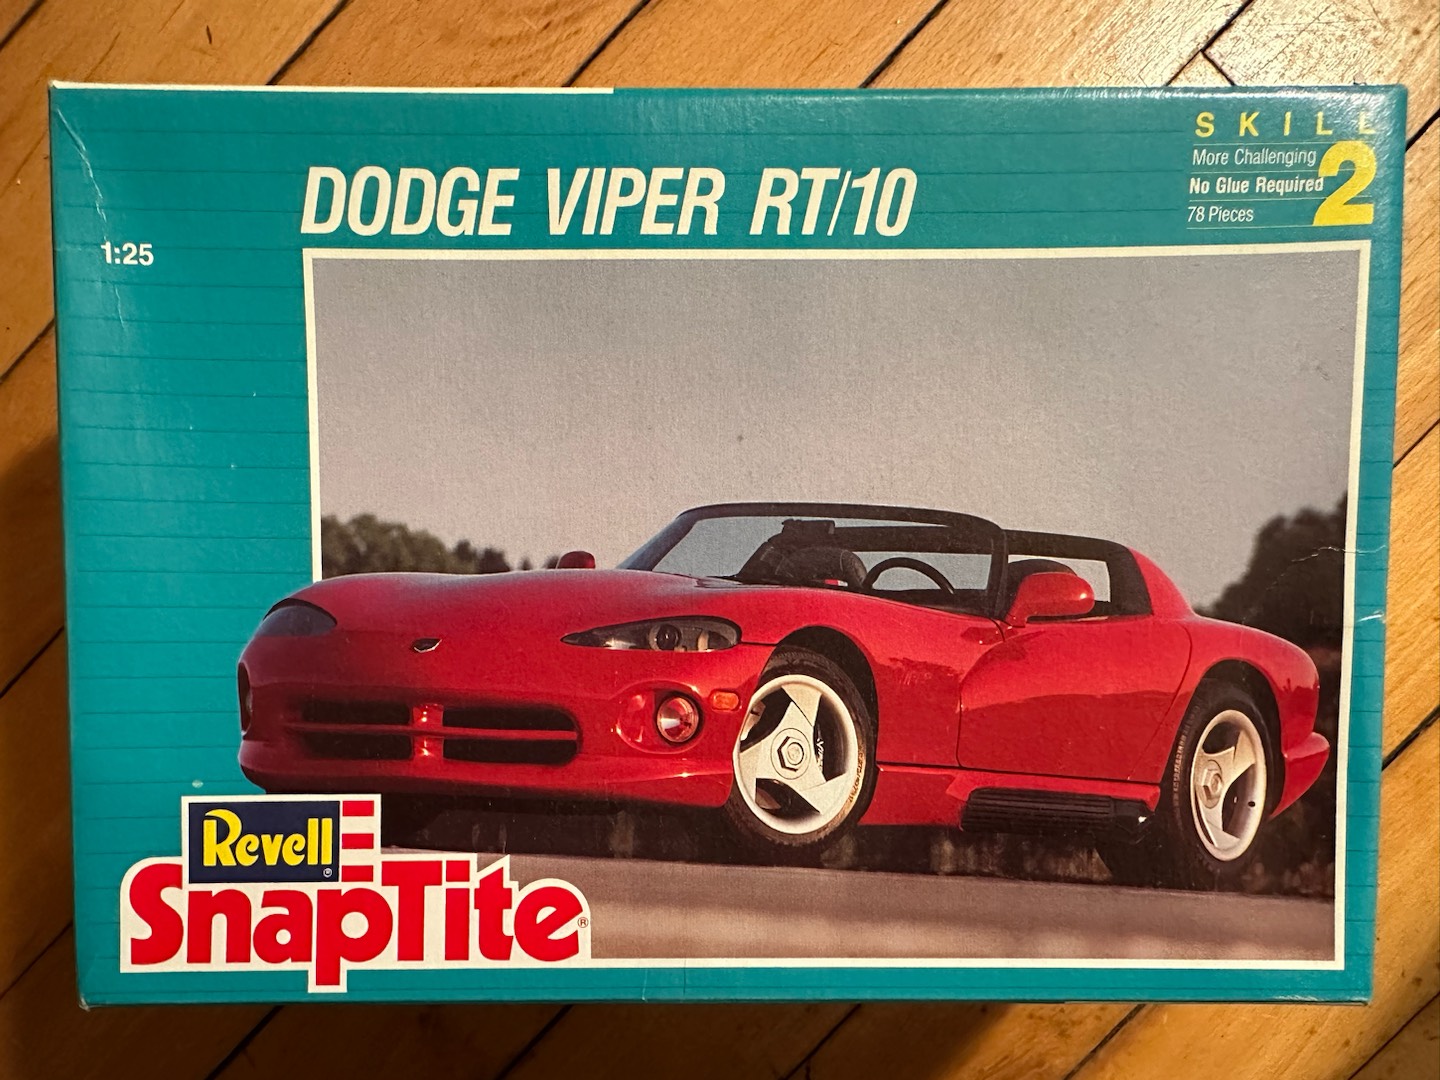 SKILL
More Challenging
No Glue Required
78 Pieces
2
DODGE VIPER RT/10
1:25
Revell
SnapTite